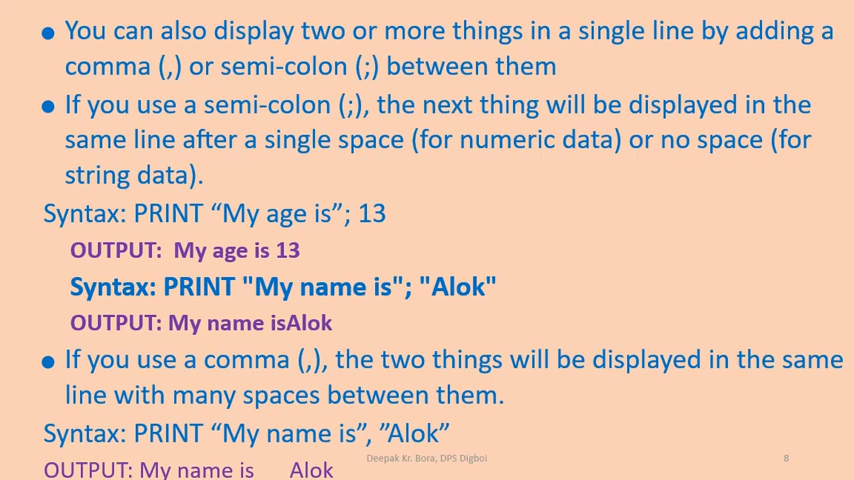 ● You can also display two or more things in a single line by adding a
comma (,) or semi-colon (;) between them
● If you use a semi-colon (;), the next thing will be displayed in the
same line after a single space (for numeric data) or no space (for
string data).
Syntax: PRINT “My age is”; 13
OUTPUT:  My age is 13
Syntax: PRINT "My name is"; "Alok"
OUTPUT: My name isAlok
● If you use a comma (,), the two things will be displayed in the same
line with many spaces between them.
Syntax: PRINT “My name is”, ”Alok”
OUTPUT: My name is      Alok
Deepak Kr. Bora, DPS Digboi
8